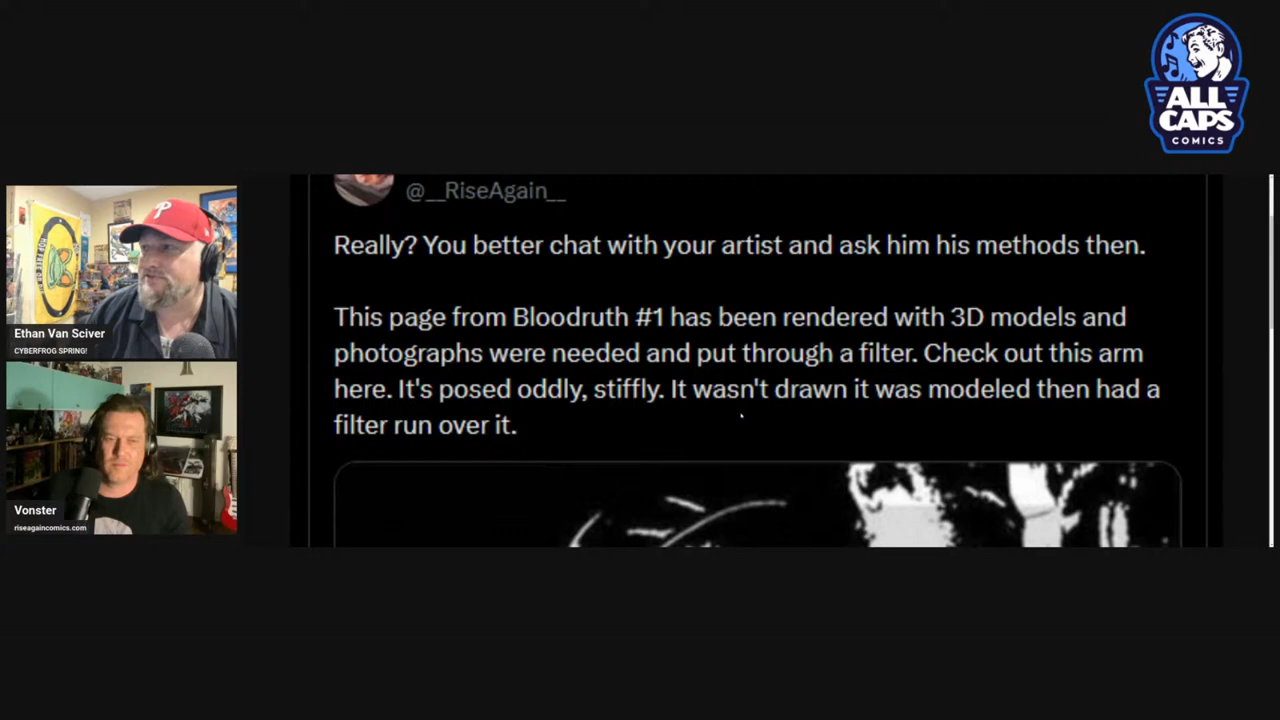 ALL
CAPS
COMICS
@__RiseAgain__
Really? You better chat with your artist and ask him his methods then.
This page from Bloodruth #1 has been rendered with 3D models and
photographs were needed and put through a filter. Check out this arm
here. It's posed oddly, stiffly. It wasn't drawn it was modeled then had a
filter run over it.
Ethan Van Sciver
CYBERFROG SPRING!
Vonster
riseagaincomics.com